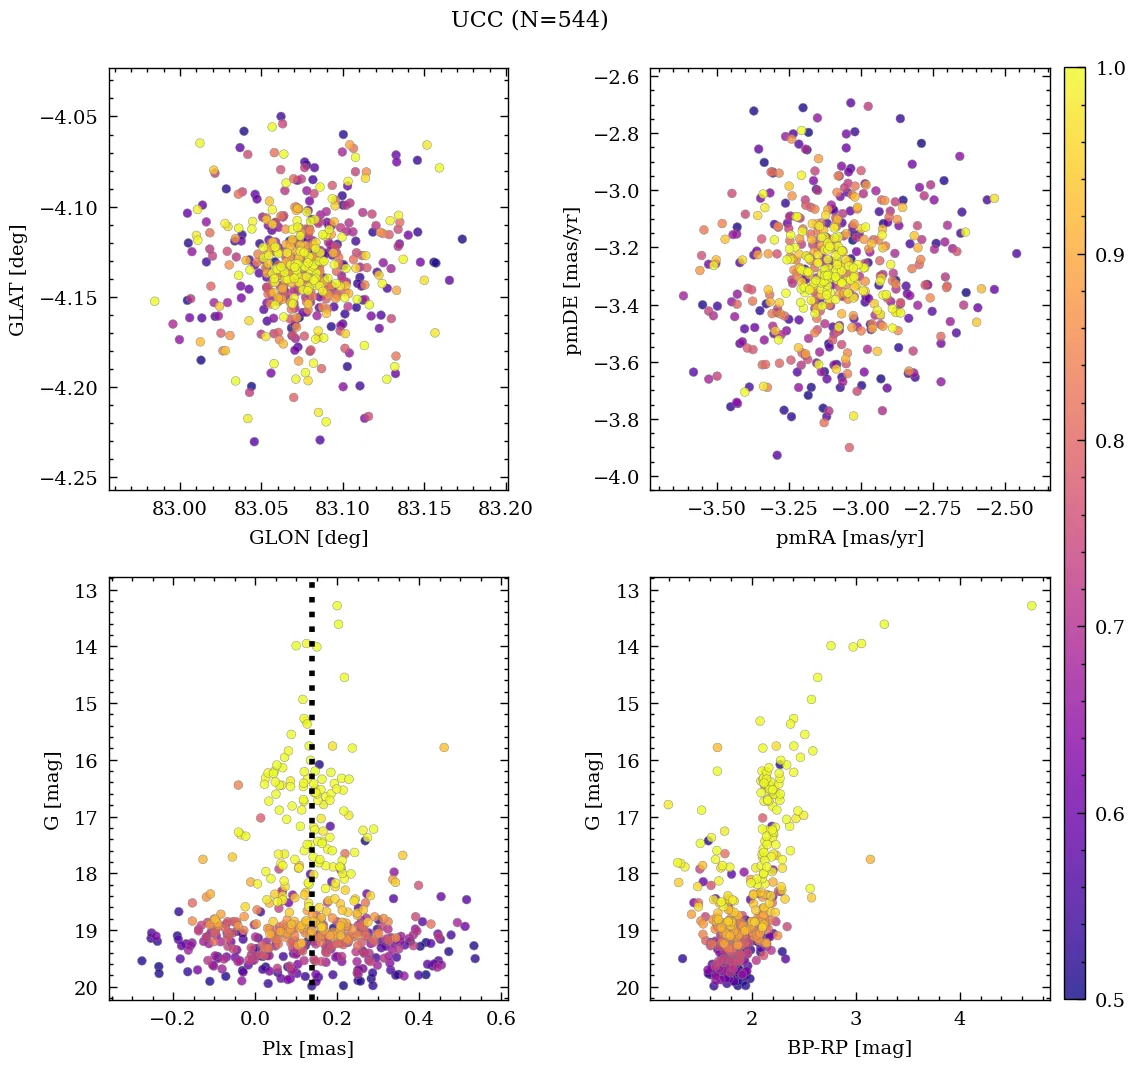 UCC (N=544)
−4.05
−4.10
−4.15
−4.20
−4.25
GLAT [deg]
83.00 83.05 83.10 83.15 83.20
GLON [deg]
−2.6
−2.8
−3.0
−3.2
−3.4
−3.6
−3.8
−4.0
pmDE [mas/yr]
−3.50 −3.25 −3.00 −2.75 −2.50
pmRA [mas/yr]
1.0
0.9
0.8
0.7
0.6
0.5
13
14
15
16
17
18
19
20
G [mag]
−0.2 0.0 0.2 0.4 0.6
Plx [mas]
13
14
15
16
17
18
19
20
G [mag]
2 3 4
BP-RP [mag]